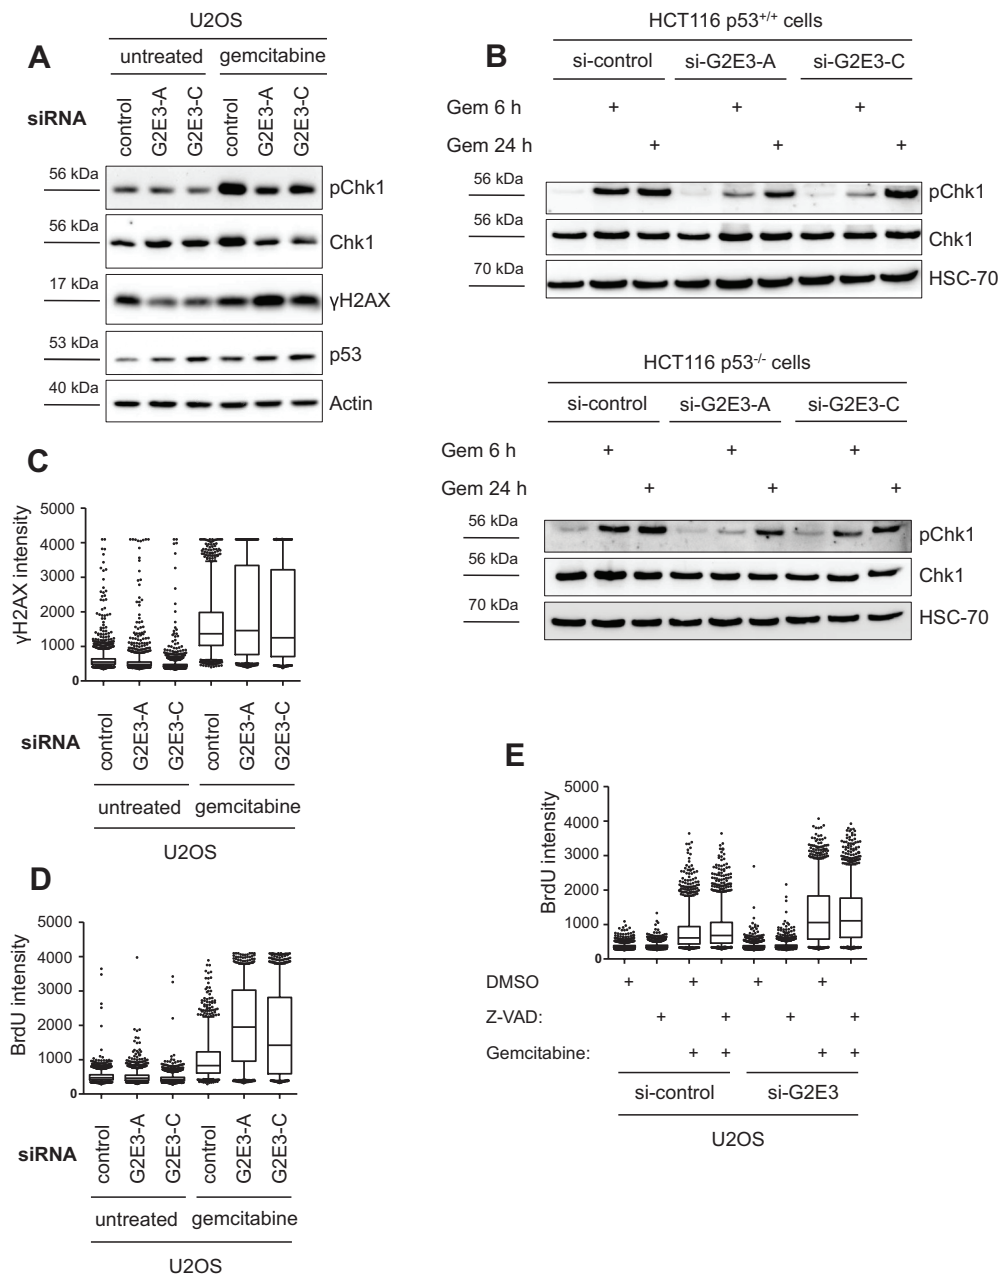 A
U2OS
untreated gemcitabine
siRNA control G2E3-A G2E3-C control G2E3-A G2E3-C
56 kDa pChk1
56 kDa Chk1
17 kDa γH2AX
53 kDa p53
40 kDa Actin
B
HCT116 p53+/+ cells
si-control si-G2E3-A si-G2E3-C
Gem 6 h + + +
Gem 24 h + + +
56 kDa pChk1
56 kDa Chk1
70 kDa HSC-70
HCT116 p53-/- cells
si-control si-G2E3-A si-G2E3-C
Gem 6 h + + +
Gem 24 h + + +
56 kDa pChk1
56 kDa Chk1
70 kDa HSC-70
C
γH2AX intensity
5000
4000
3000
2000
1000
0
siRNA control G2E3-A G2E3-C control G2E3-A G2E3-C
untreated gemcitabine
U2OS
D
BrdU intensity
5000
4000
3000
2000
1000
0
siRNA control G2E3-A G2E3-C control G2E3-A G2E3-C
untreated gemcitabine
U2OS
E
BrdU intensity
5000
4000
3000
2000
1000
0
DMSO + + + +
Z-VAD: + + + +
Gemcitabine: + + + +
si-control si-G2E3
U2OS